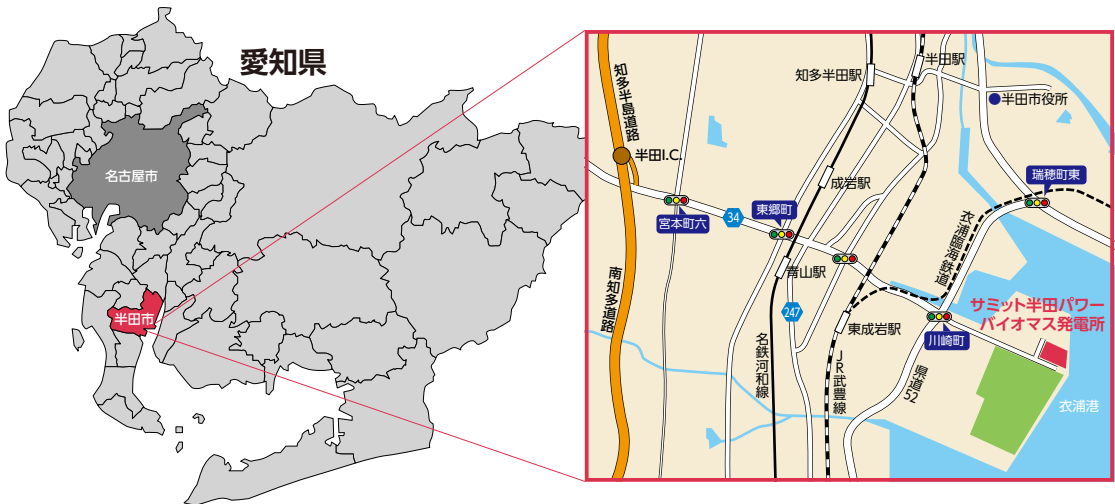 愛知県
名古屋市
半田市
知多半島道路
半田駅
知多半田駅
半田市役所
半田I.C.
成岩駅
瑞穂町東
宮本町六
34
東郷町
衣浦臨海鉄道
青山駅
南知多道路
247
サミット半田パワー
バイオマス発電所
東成岩駅
川崎町
名鉄河和線
JR武豊線
県道52
衣浦港